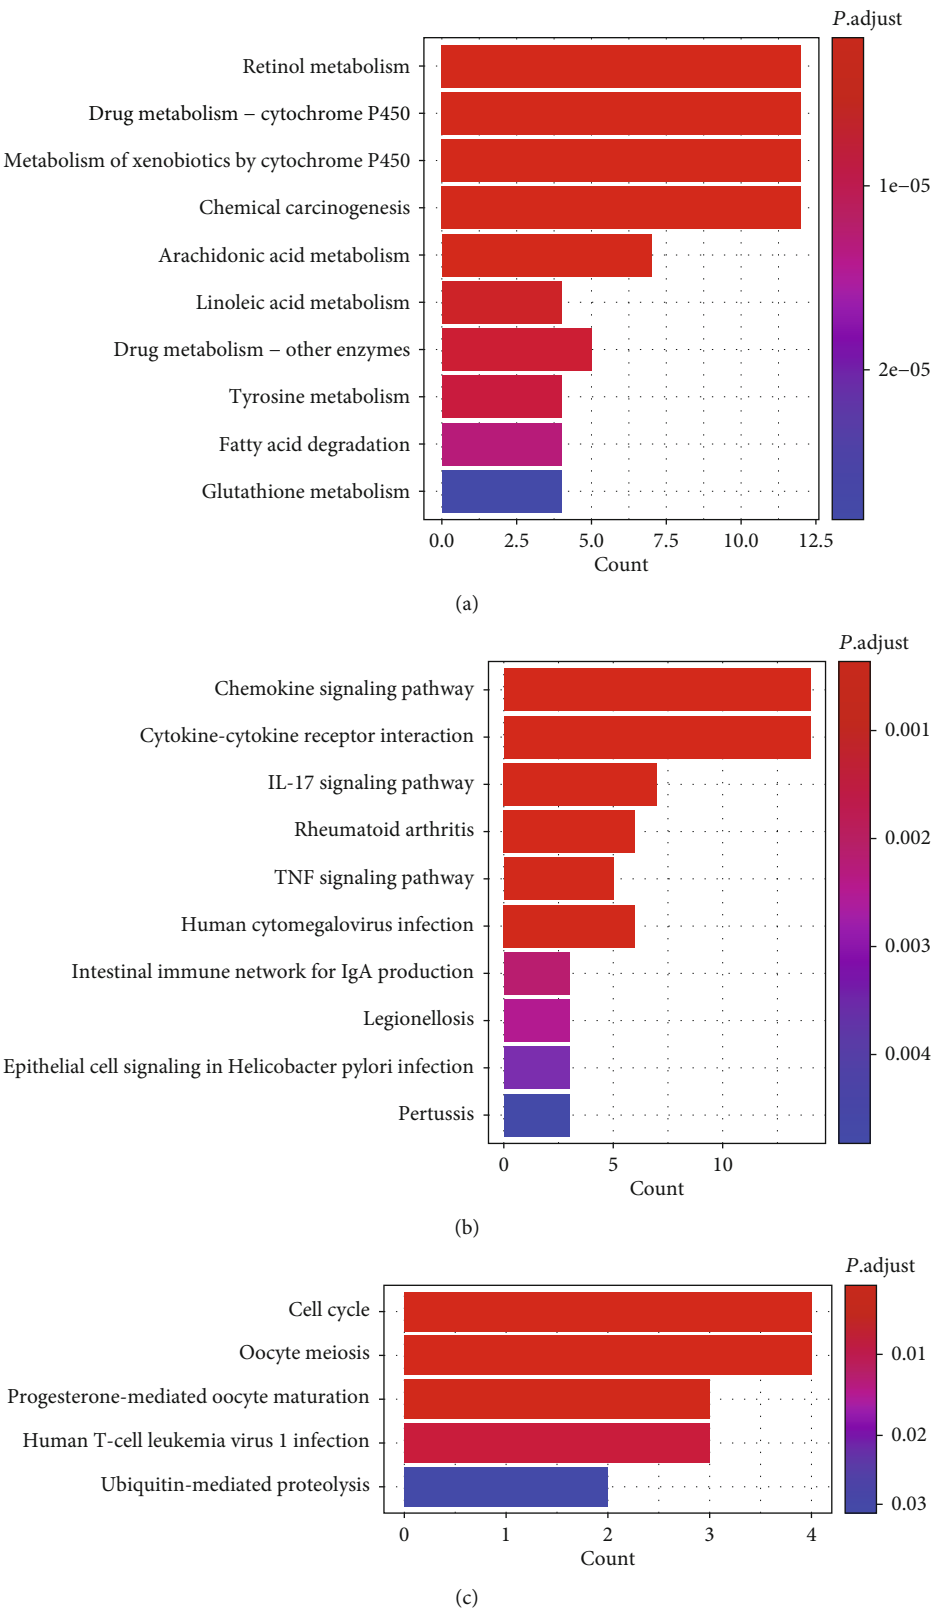 P.adjust
Retinol metabolism
Drug metabolism − cytochrome P450
Metabolism of xenobiotics by cytochrome P450
Chemical carcinogenesis
Arachidonic acid metabolism
Linoleic acid metabolism
Drug metabolism − other enzymes
Tyrosine metabolism
Fatty acid degradation
Glutathione metabolism
1e−05
2e−05
0.0 2.5 5.0 7.5 10.0 12.5
Count
(a)
P.adjust
Chemokine signaling pathway
Cytokine-cytokine receptor interaction
IL-17 signaling pathway
Rheumatoid arthritis
TNF signaling pathway
Human cytomegalovirus infection
Intestinal immune network for IgA production
Legionellosis
Epithelial cell signaling in Helicobacter pylori infection
Pertussis
0.001
0.002
0.003
0.004
0 5 10
Count
(b)
P.adjust
Cell cycle
Oocyte meiosis
Progesterone-mediated oocyte maturation
Human T-cell leukemia virus 1 infection
Ubiquitin-mediated proteolysis
0.01
0.02
0.03
0 1 2 3 4
Count
(c)